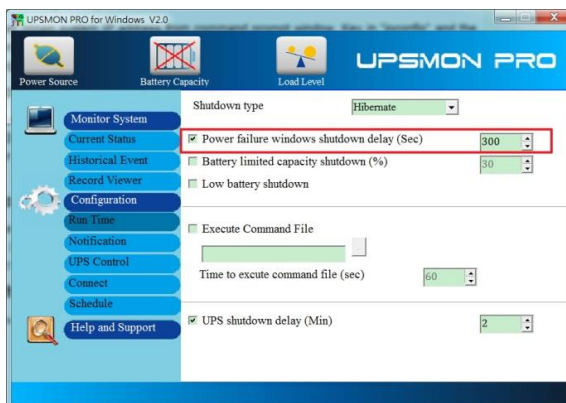 UPSMON PRO for Windows V2.0
Power Source
Battery Capacity
Load Level
UPSMON PRO
Monitor System
Current Status
Historical Event
Record Viewer
Configuration
Run Time
Notification
UPS Control
Connect
Schedule
Help and Support
Shutdown type Hibernate
Power failure windows shutdown delay (Sec) 300
Battery limited capacity shutdown (%) 30
Low battery shutdown
Execute Command File
Time to excute command file (sec) 60
UPS shutdown delay (Min) 2